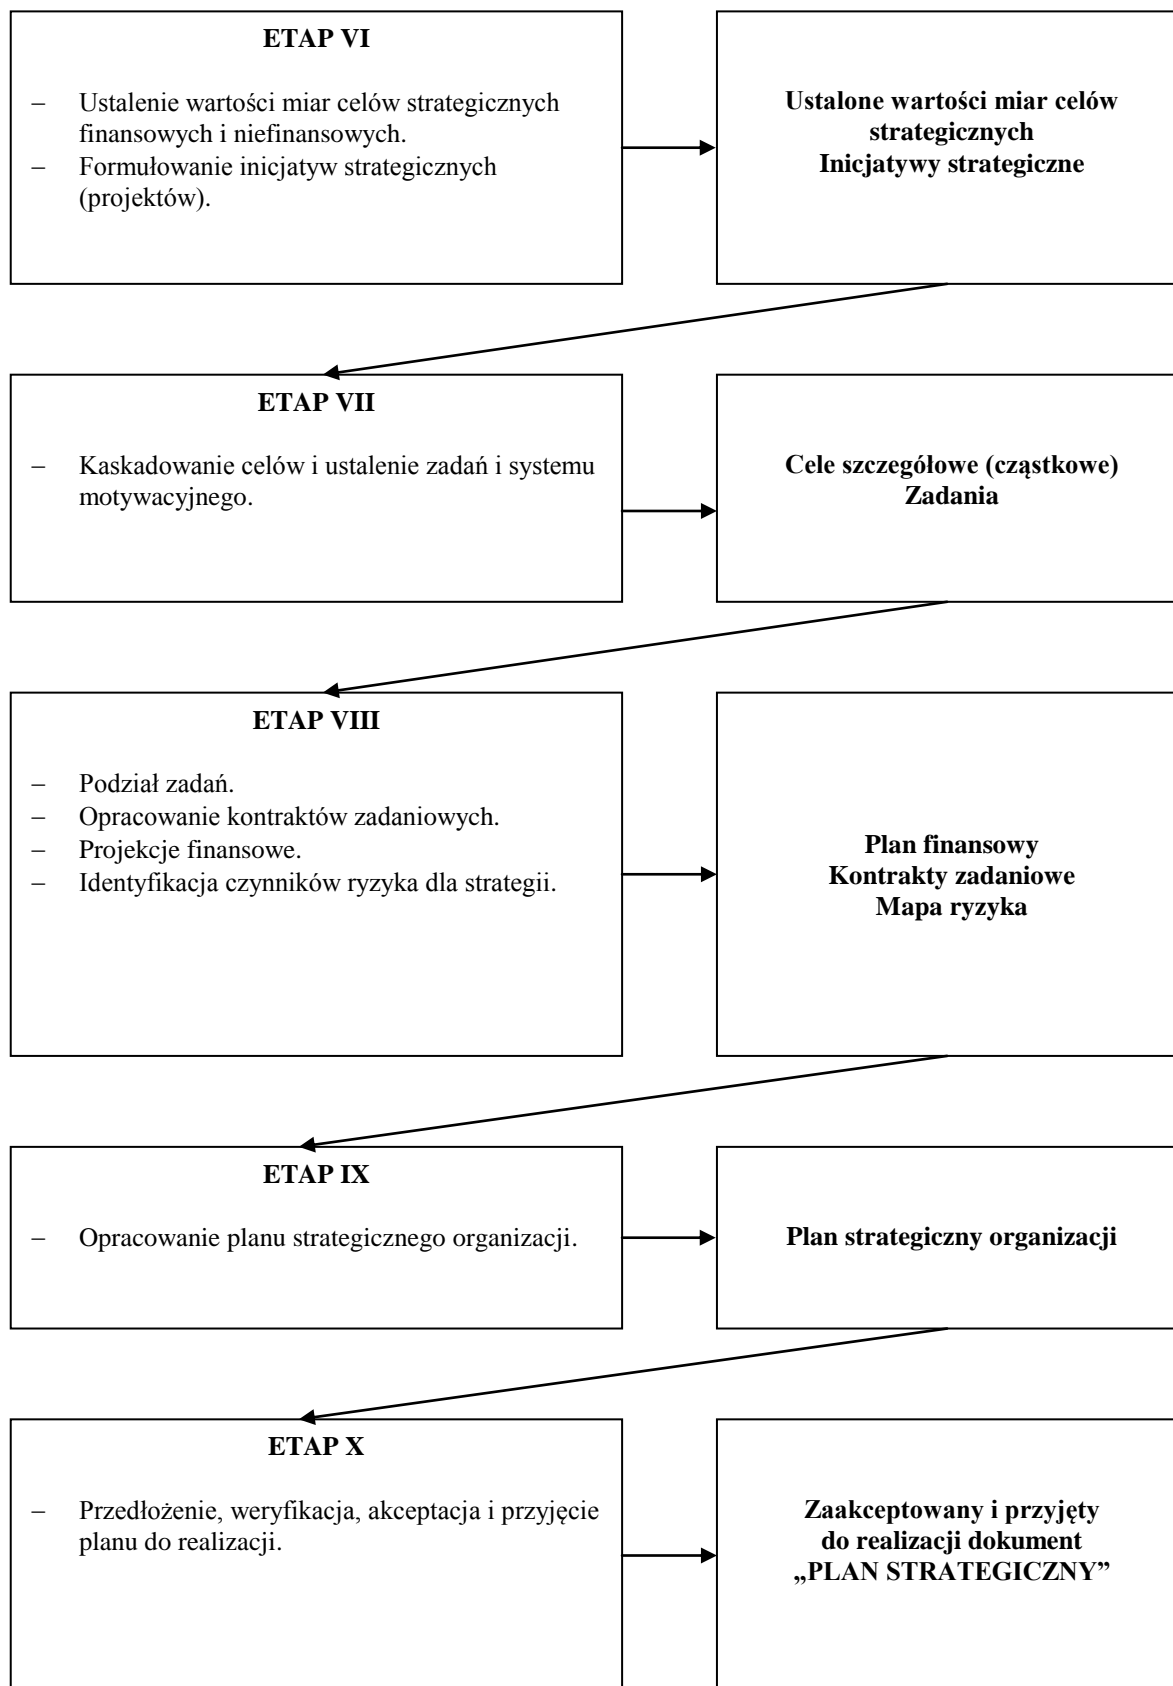 ETAP VI
– Ustalenie wartości miar celów strategicznych
finansowych i niefinansowych.
– Formułowanie inicjatyw strategicznych
(projektów).
Ustalone wartości miar celów
strategicznych
Inicjatywy strategiczne
ETAP VII
– Kaskadowanie celów i ustalenie zadań i systemu
motywacyjnego.
Cele szczegółowe (cząstkowe)
Zadania
ETAP VIII
– Podział zadań.
– Opracowanie kontraktów zadaniowych.
– Projekcje finansowe.
– Identyfikacja czynników ryzyka dla strategii.
Plan finansowy
Kontrakty zadaniowe
Mapa ryzyka
ETAP IX
– Opracowanie planu strategicznego organizacji.
Plan strategiczny organizacji
ETAP X
– Przedłożenie, weryfikacja, akceptacja i przyjęcie
planu do realizacji.
Zaakceptowany i przyjęty
do realizacji dokument
„PLAN STRATEGICZNY”